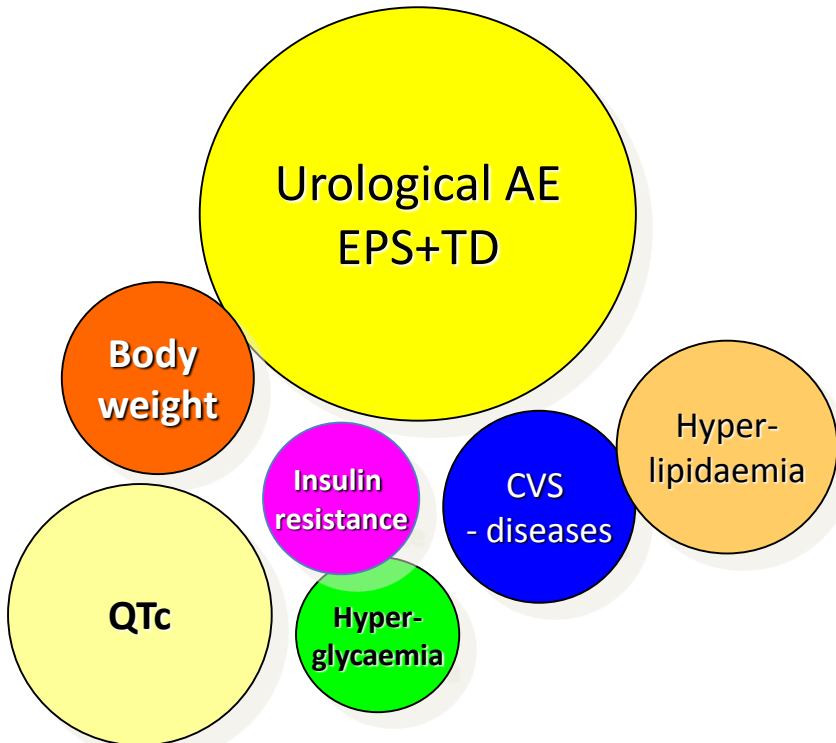 Urological AE
EPS+TD
Body
weight
Hyper-
lipidaemia
Insulin
resistance
CVS
- diseases
QTc
Hyper-
glycaemia